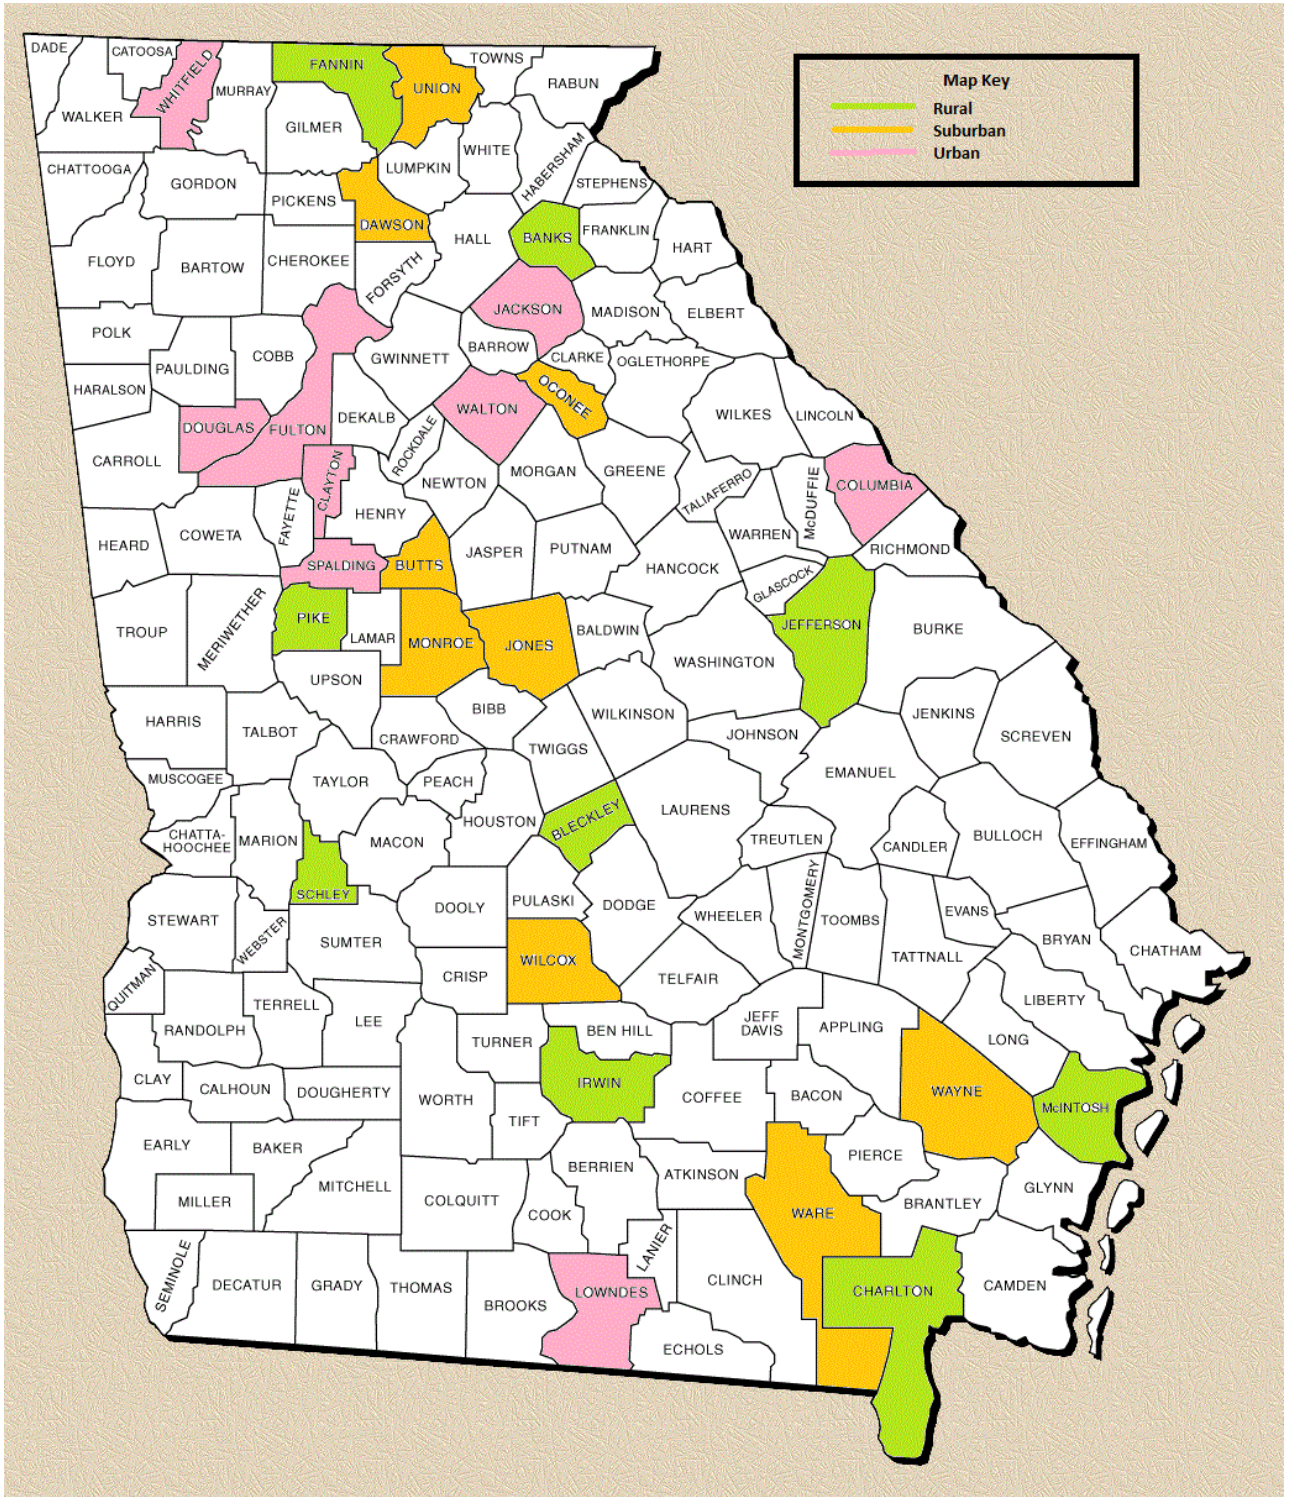 Map Key
Rural
Suburban
Urban
DADE
CATOOSA
WHITFIELD
MURRAY
FANNIN
UNION
TOWNS
RABUN
WALKER
GILMER
LUMPKIN
WHITE
HABERSHAM
STEPHENS
CHATTOOGA
GORDON
PICKENS
DAWSON
HALL
BANKS
FRANKLIN
HART
FLOYD
BARTOW
CHEROKEE
FORSYTH
JACKSON
MADISON
ELBERT
POLK
PAULDING
COBB
GWINNETT
BARROW
CLARKE
OGLETHORPE
HARALSON
DOUGLAS
FULTON
DEKALB
ROCKDALE
WALTON
OCONEE
WILKES
LINCOLN
CARROLL
CLAYTON
NEWTON
MORGAN
GREENE
TALIAFERRO
McDUFFIE
COLUMBIA
HEARD
COWETA
FAYETTE
HENRY
SPALDING
BUTTS
JASPER
PUTNAM
HANCOCK
WARREN
RICHMOND
GLASCOCK
TROUP
MERIWETHER
PIKE
LAMAR
MONROE
JONES
BALDWIN
WASHINGTON
JEFFERSON
BURKE
UPSON
HARRIS
TALBOT
CRAWFORD
BIBB
TWIGGS
WILKINSON
JOHNSON
JENKINS
SCREVEN
MUSCOGEE
TAYLOR
PEACH
HOUSTON
BLECKLEY
LAURENS
EMANUEL
CHATTA-
HOOCHEE
MARION
SCHLEY
MACON
TREUTLEN
CANDLER
BULLOCH
EFFINGHAM
STEWART
WEBSTER
SUMTER
DOOLY
PULASKI
DODGE
WHEELER
MONTGOMERY
TOOMBS
EVANS
TATTNALL
BRYAN
CHATHAM
QUITMAN
CRISP
WILCOX
TELFAIR
RANDOLPH
TERRELL
LEE
TURNER
BEN HILL
JEFF
DAVIS
APPLING
LONG
LIBERTY
CLAY
CALHOUN
DOUGHERTY
WORTH
TIFT
IRWIN
COFFEE
BACON
WAYNE
McINTOSH
EARLY
BAKER
MILLER
MITCHELL
COLQUITT
COOK
BERRIEN
ATKINSON
WARE
PIERCE
BRANTLEY
GLYNN
SEMINOLE
DECATUR
GRADY
THOMAS
BROOKS
LOWNDES
LANIER
CLINCH
ECHOLS
CHARLTON
CAMDEN